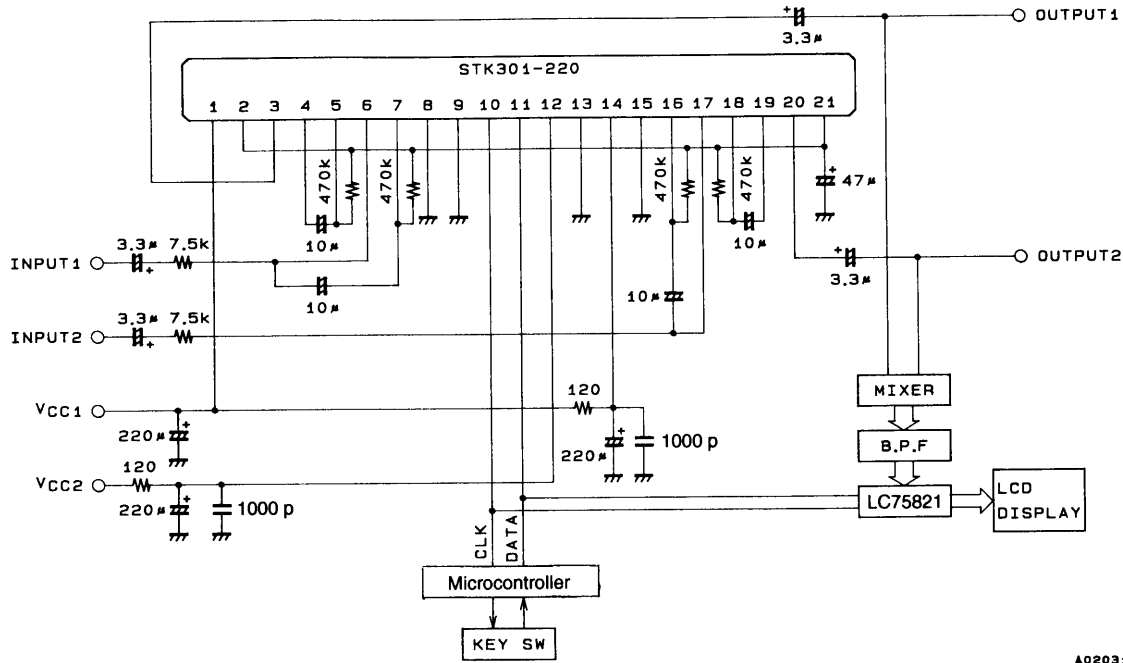 OUTPUT1
+
3.3μ
STK301-220
1 2 3 4 5 6 7 8 9 10 11 12 13 14 15 16 17 18 19 20 21
470k
470k
470k
470k
+
47μ
10μ
10μ
3.3μ 7.5k
INPUT1
+
10μ
10μ
+
3.3μ
OUTPUT2
3.3μ 7.5k
INPUT2
+
MIXER
VCC1
120
220μ
+
220μ
+
1000 p
B.P.F
120
VCC2
220μ
+
1000 p
LC75821
LCD
DISPLAY
CLK
DATA
Microcontroller
KEY SW